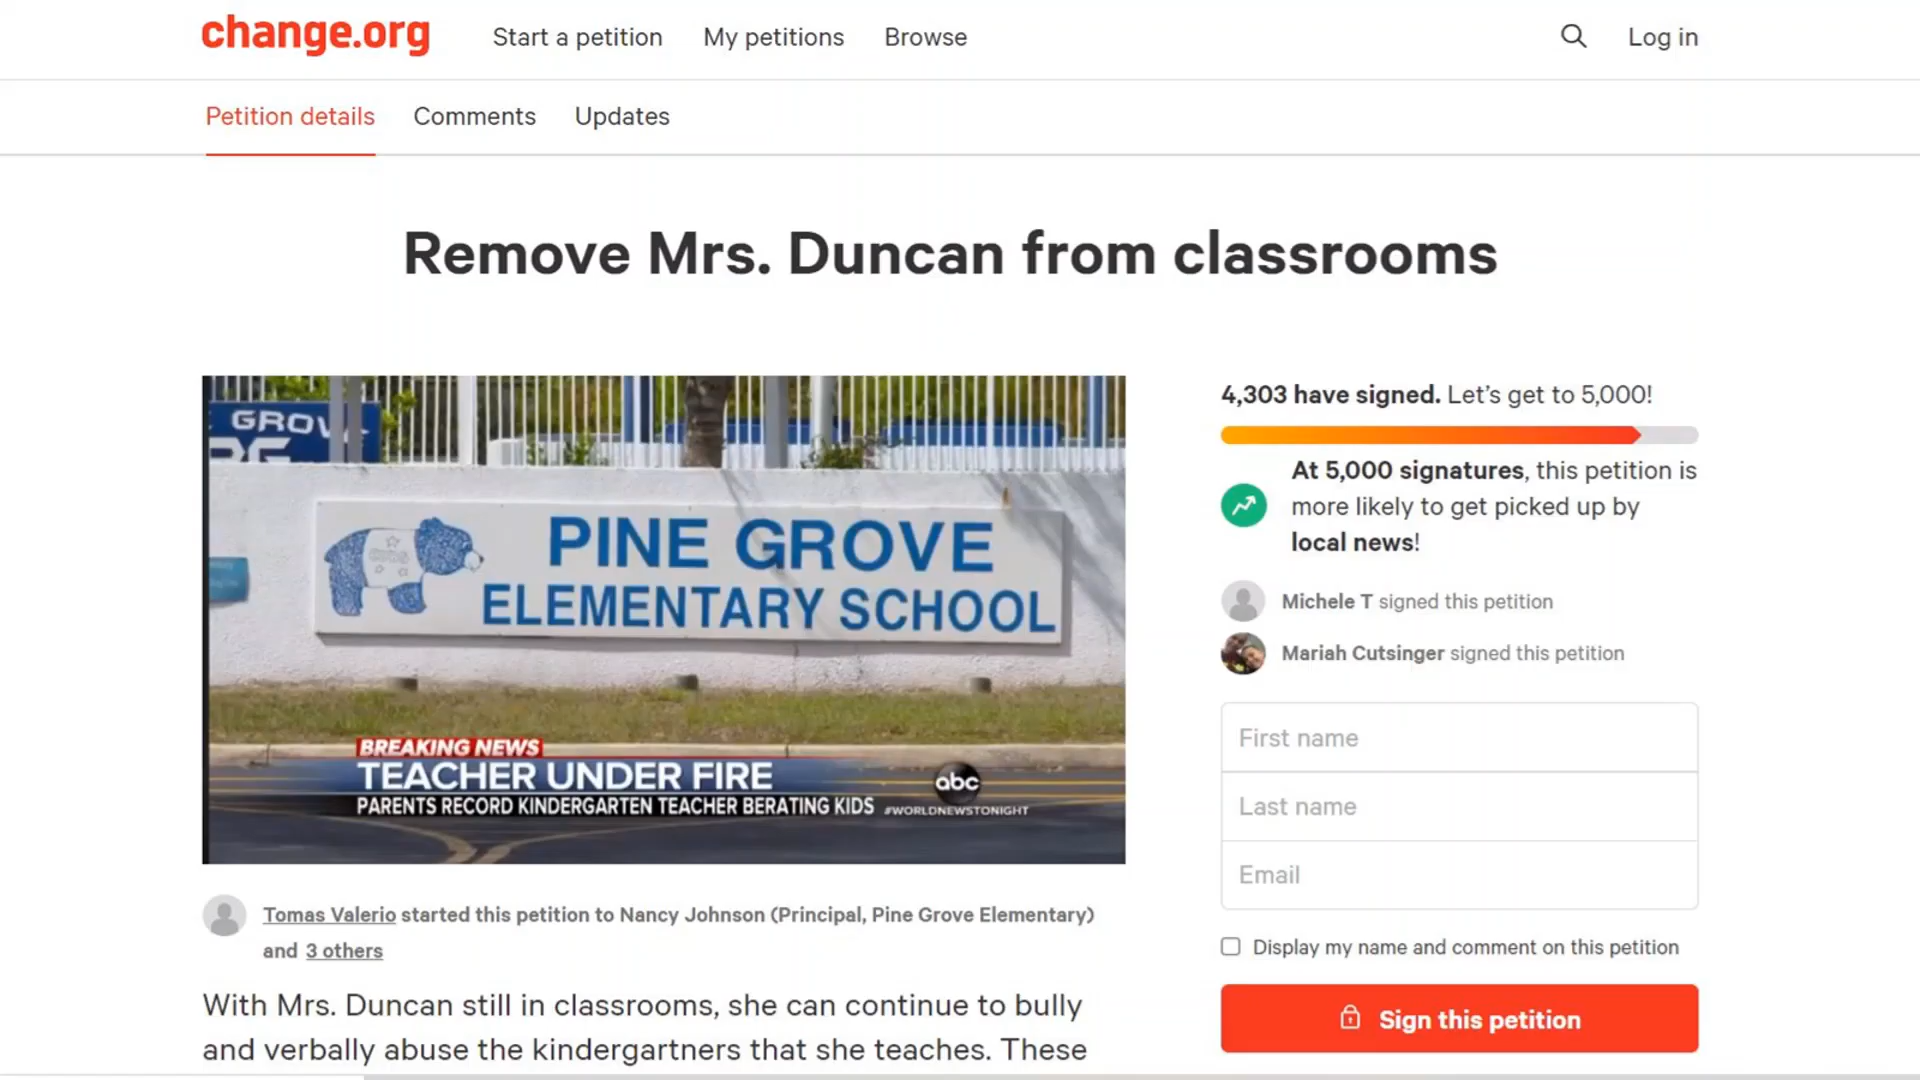 change.org Start a petition My petitions Browse Log in
Petition details Comments Updates
Remove Mrs. Duncan from classrooms
GROV
PINE GROVE
ELEMENTARY SCHOOL
BREAKING NEWS
TEACHER UNDER FIRE
PARENTS RECORD KINDERGARTEN TEACHER BERATING KIDS
abc
#WORLDNEWSTONIGHT
Tomas Valerio started this petition to Nancy Johnson (Principal, Pine Grove Elementary)
and 3 others
With Mrs. Duncan still in classrooms, she can continue to bully
and verbally abuse the kindergartners that she teaches. These
4,303 have signed. Let's get to 5,000!
At 5,000 signatures, this petition is
more likely to get picked up by
local news!
Michele T signed this petition
Mariah Cutsinger signed this petition
First name
Last name
Email
Display my name and comment on this petition
Sign this petition